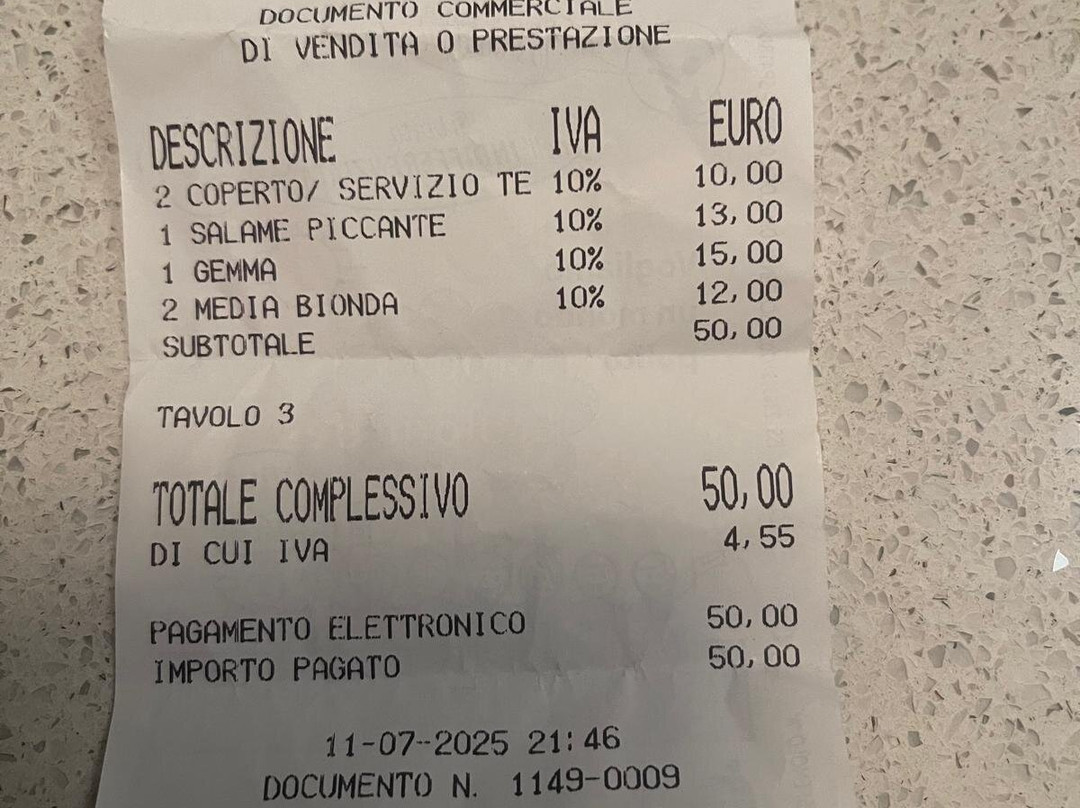 DOCUMENTO COMMERCIALE
DI VENDITA O PRESTAZIONE
DESCRIZIONE IVA EURO
2 COPERTO/ SERVIZIO TE 10% 10,00
1 SALAME PICCANTE 10% 13,00
1 GEMMA 10% 15,00
2 MEDIA BIONDA 10% 12,00
SUBTOTALE 50,00
TAVOLO 3
TOTALE COMPLESSIVO 50,00
DI CUI IVA 4,55
PAGAMENTO ELETTRONICO 50,00
IMPORTO PAGATO 50,00
11-07-2025 21:46
DOCUMENTO N. 1149-0009